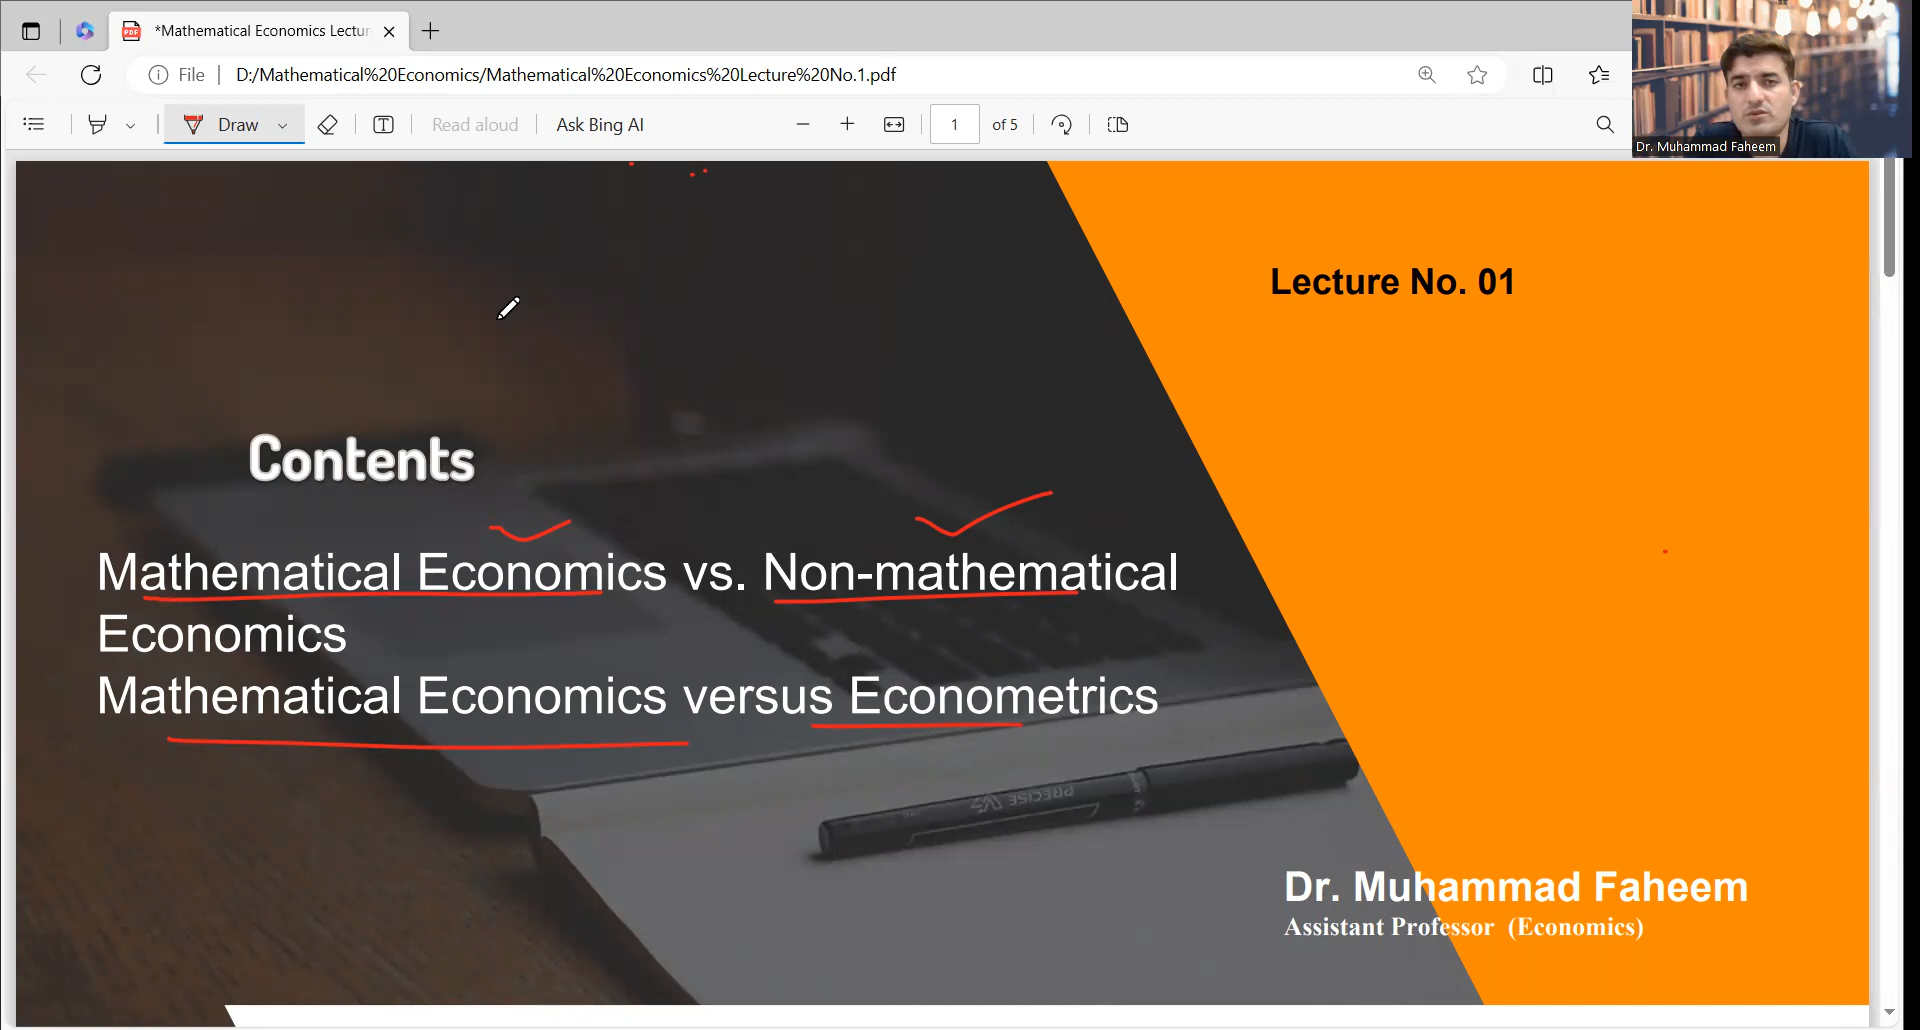 *Mathematical Economics Lectur
File
D:/Mathematical%20Economics/Mathematical%20Economics%20Lecture%20No.1.pdf
Draw
Read aloud
Ask Bing AI
1
of 5
Dr. Muhammad Faheem
Lecture No. 01
Contents
Mathematical Economics vs. Non-mathematical
Economics
Mathematical Economics versus Econometrics
PRECISE V5
Dr. Muhammad Faheem
Assistant Professor (Economics)